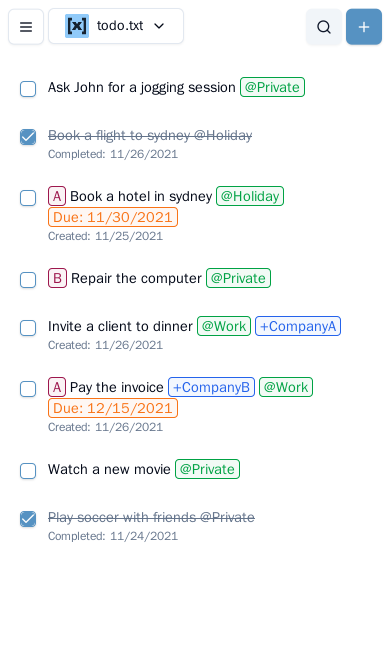 [x] todo.txt
Ask John for a jogging session @Private
Book a flight to sydney @Holiday
Completed: 11/26/2021
A Book a hotel in sydney @Holiday
Due: 11/30/2021
Created: 11/25/2021
B Repair the computer @Private
Invite a client to dinner @Work +CompanyA
Created: 11/26/2021
A Pay the invoice +CompanyB @Work
Due: 12/15/2021
Created: 11/26/2021
Watch a new movie @Private
Play soccer with friends @Private
Completed: 11/24/2021